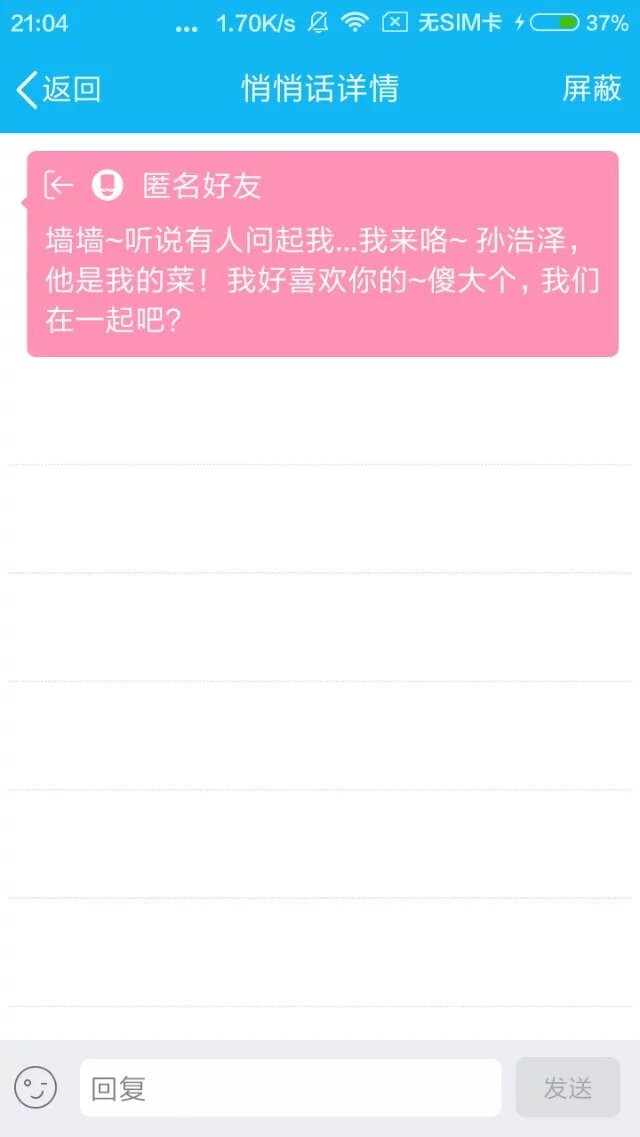 21:04 ... 1.70K/s 无SIM卡 37%
返回 悄悄话详情 屏蔽
匿名好友
墙墙~听说有人问起我...我来咯~ 孙浩泽，
他是我的菜！我好喜欢你的~傻大个, 我们
在一起吧?
回复 发送